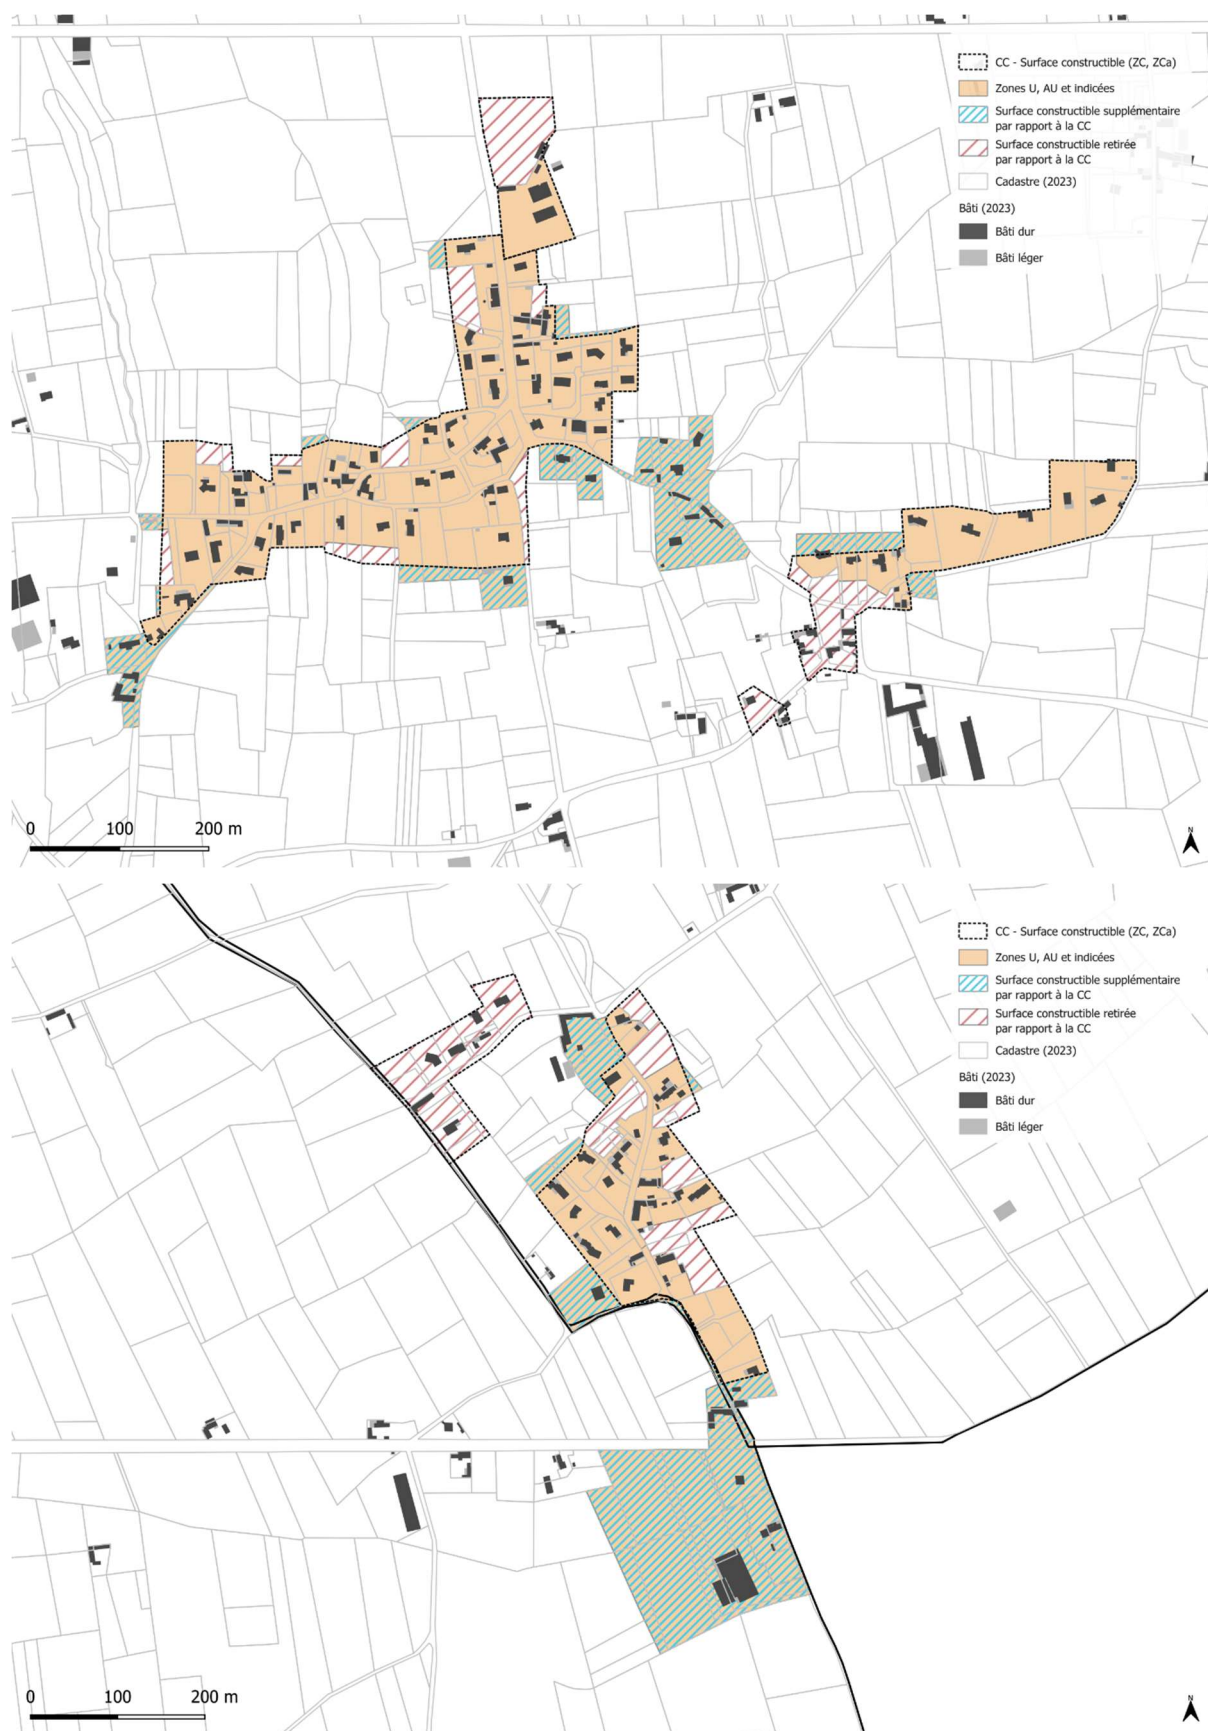 CC - Surface constructible (ZC, ZCa)
Zones U, AU et indicées
Surface constructible supplémentaire
par rapport à la CC
Surface constructible retirée
par rapport à la CC
Cadastre (2023)
Bâti (2023)
Bâti dur
Bâti léger
0 100 200 m
N
CC - Surface constructible (ZC, ZCa)
Zones U, AU et indicées
Surface constructible supplémentaire
par rapport à la CC
Surface constructible retirée
par rapport à la CC
Cadastre (2023)
Bâti (2023)
Bâti dur
Bâti léger
0 100 200 m
N